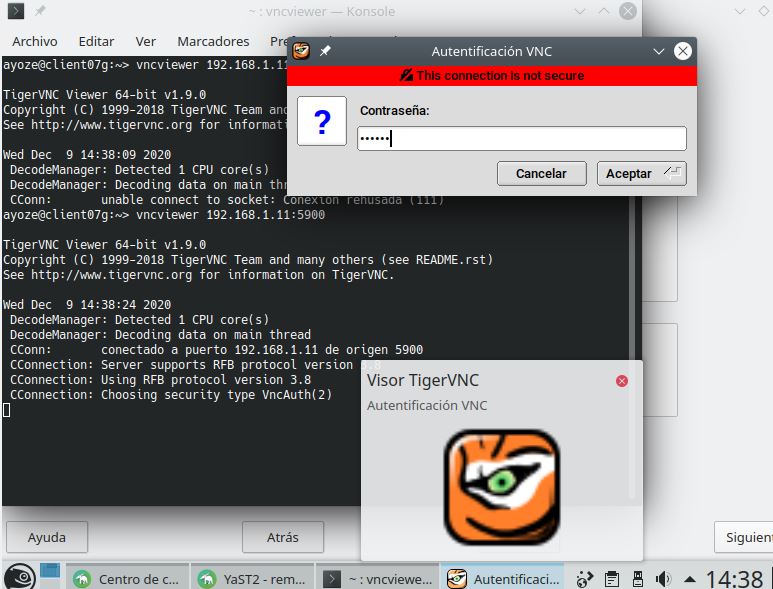 ~ : vncviewer — Konsole
Archivo Editar Ver Marcadores
Autentificación VNC
This connection is not secure
Contraseña:
••••••
Cancelar Aceptar
ayoze@client07g:~> vncviewer 192.168.1.11
TigerVNC Viewer 64-bit v1.9.0
Copyright (C) 1999-2018 TigerVNC Team and
See http://www.tigervnc.org for informati
Wed Dec 9 14:38:09 2020
DecodeManager: Detected 1 CPU core(s)
DecodeManager: Decoding data on main thr
CConn: unable connect to socket: Conexión rehusada (111)
ayoze@client07g:~> vncviewer 192.168.1.11:5900
TigerVNC Viewer 64-bit v1.9.0
Copyright (C) 1999-2018 TigerVNC Team and many others (see README.rst)
See http://www.tigervnc.org for information on TigerVNC.
Wed Dec 9 14:38:24 2020
DecodeManager: Detected 1 CPU core(s)
DecodeManager: Decoding data on main thread
CConn: conectado a puerto 192.168.1.11 de origen 5900
CConnection: Server supports RFB protocol version 3.8
CConnection: Using RFB protocol version 3.8
CConnection: Choosing security type VncAuth(2)
Visor TigerVNC
Autentificación VNC
Ayuda Atrás Siguien
Centro de c... YaST2 - rem... ~ : vncviewe... Autentificaci... 14:38